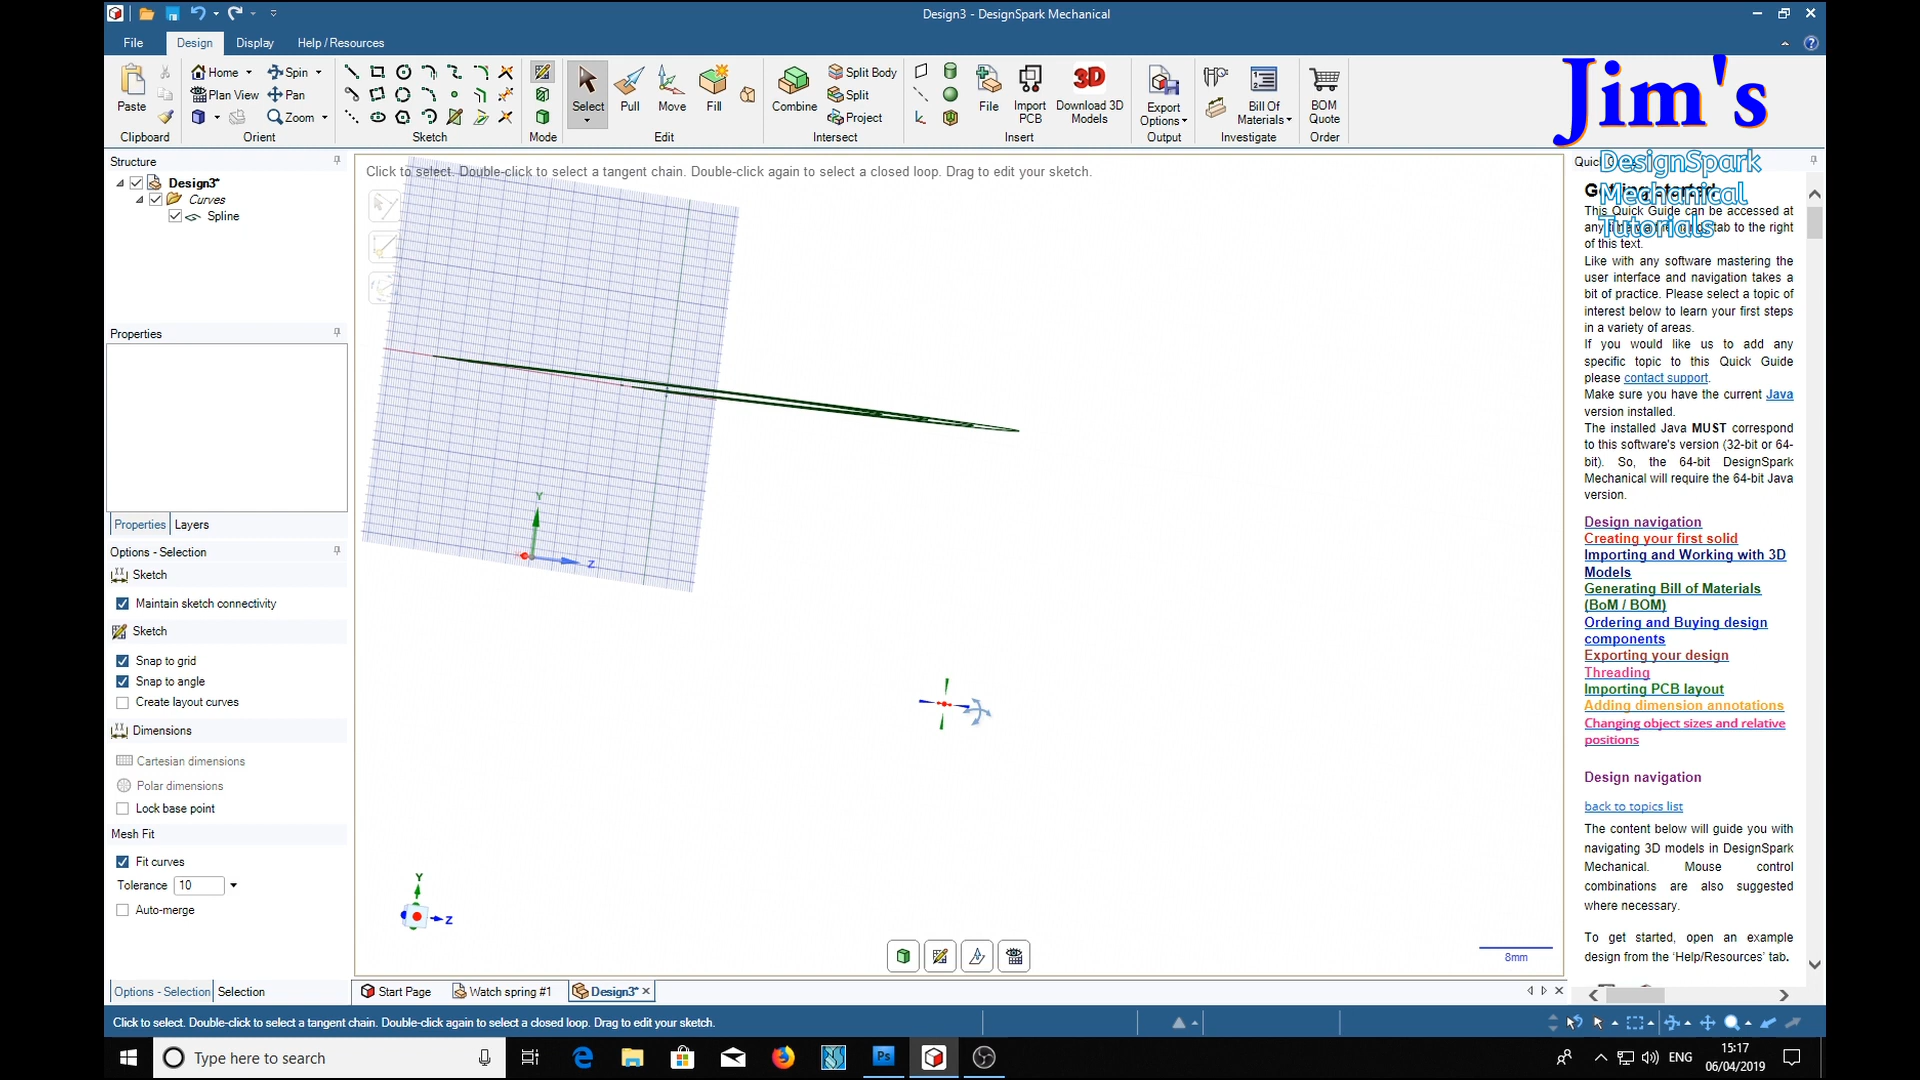 Design3 - DesignSpark Mechanical
File
Design
Display
Help / Resources
Paste
Clipboard
Home
Spin
Plan View
Pan
Zoom
Orient
Sketch
Mode
Select
Pull
Move
Fill
Edit
Combine
Split Body
Split
Project
Intersect
File
Import
PCB
Download 3D
Models
Insert
Export
Options
Output
Bill Of
Materials
Investigate
BOM
Quote
Order
Jim's
DesignSpark
Mechanical
Tutorials
Structure
Design3*
Curves
Spline
Properties
Properties
Layers
Options - Selection
Sketch
Maintain sketch connectivity
Sketch
Snap to grid
Snap to angle
Create layout curves
Dimensions
Cartesian dimensions
Polar dimensions
Lock base point
Mesh Fit
Fit curves
Tolerance 10
Auto-merge
Options - Selection
Selection
Click to select. Double-click to select a tangent chain. Double-click again to select a closed loop. Drag to edit your sketch.
Y
Z
Y
Z
8mm
Start Page
Watch spring #1
Design3*
This Quick Guide can be accessed at
tab to the right
of this text.
Like with any software mastering the
user interface and navigation takes a
bit of practice. Please select a topic of
interest below to learn your first steps
in a variety of areas.
If you would like us to add any
specific topic to this Quick Guide
please contact support.
Make sure you have the current Java
version installed.
The installed Java MUST correspond
to this software's version (32-bit or 64-
bit). So, the 64-bit DesignSpark
Mechanical will require the 64-bit Java
version.
Design navigation
Creating your first solid
Importing and Working with 3D
Models
Generating Bill of Materials
(BoM / BOM)
Ordering and Buying design
components
Exporting your design
Threading
Importing PCB layout
Adding dimension annotations
Changing object sizes and relative
positions
Design navigation
back to topics list
The content below will guide you with
navigating 3D models in DesignSpark
Mechanical. Mouse control
combinations are also suggested
where necessary.
To get started, open an example
design from the 'Help/Resources' tab.
Click to select. Double-click to select a tangent chain. Double-click again to select a closed loop. Drag to edit your sketch.
Type here to search
Ps
ENG
15:17
06/04/2019